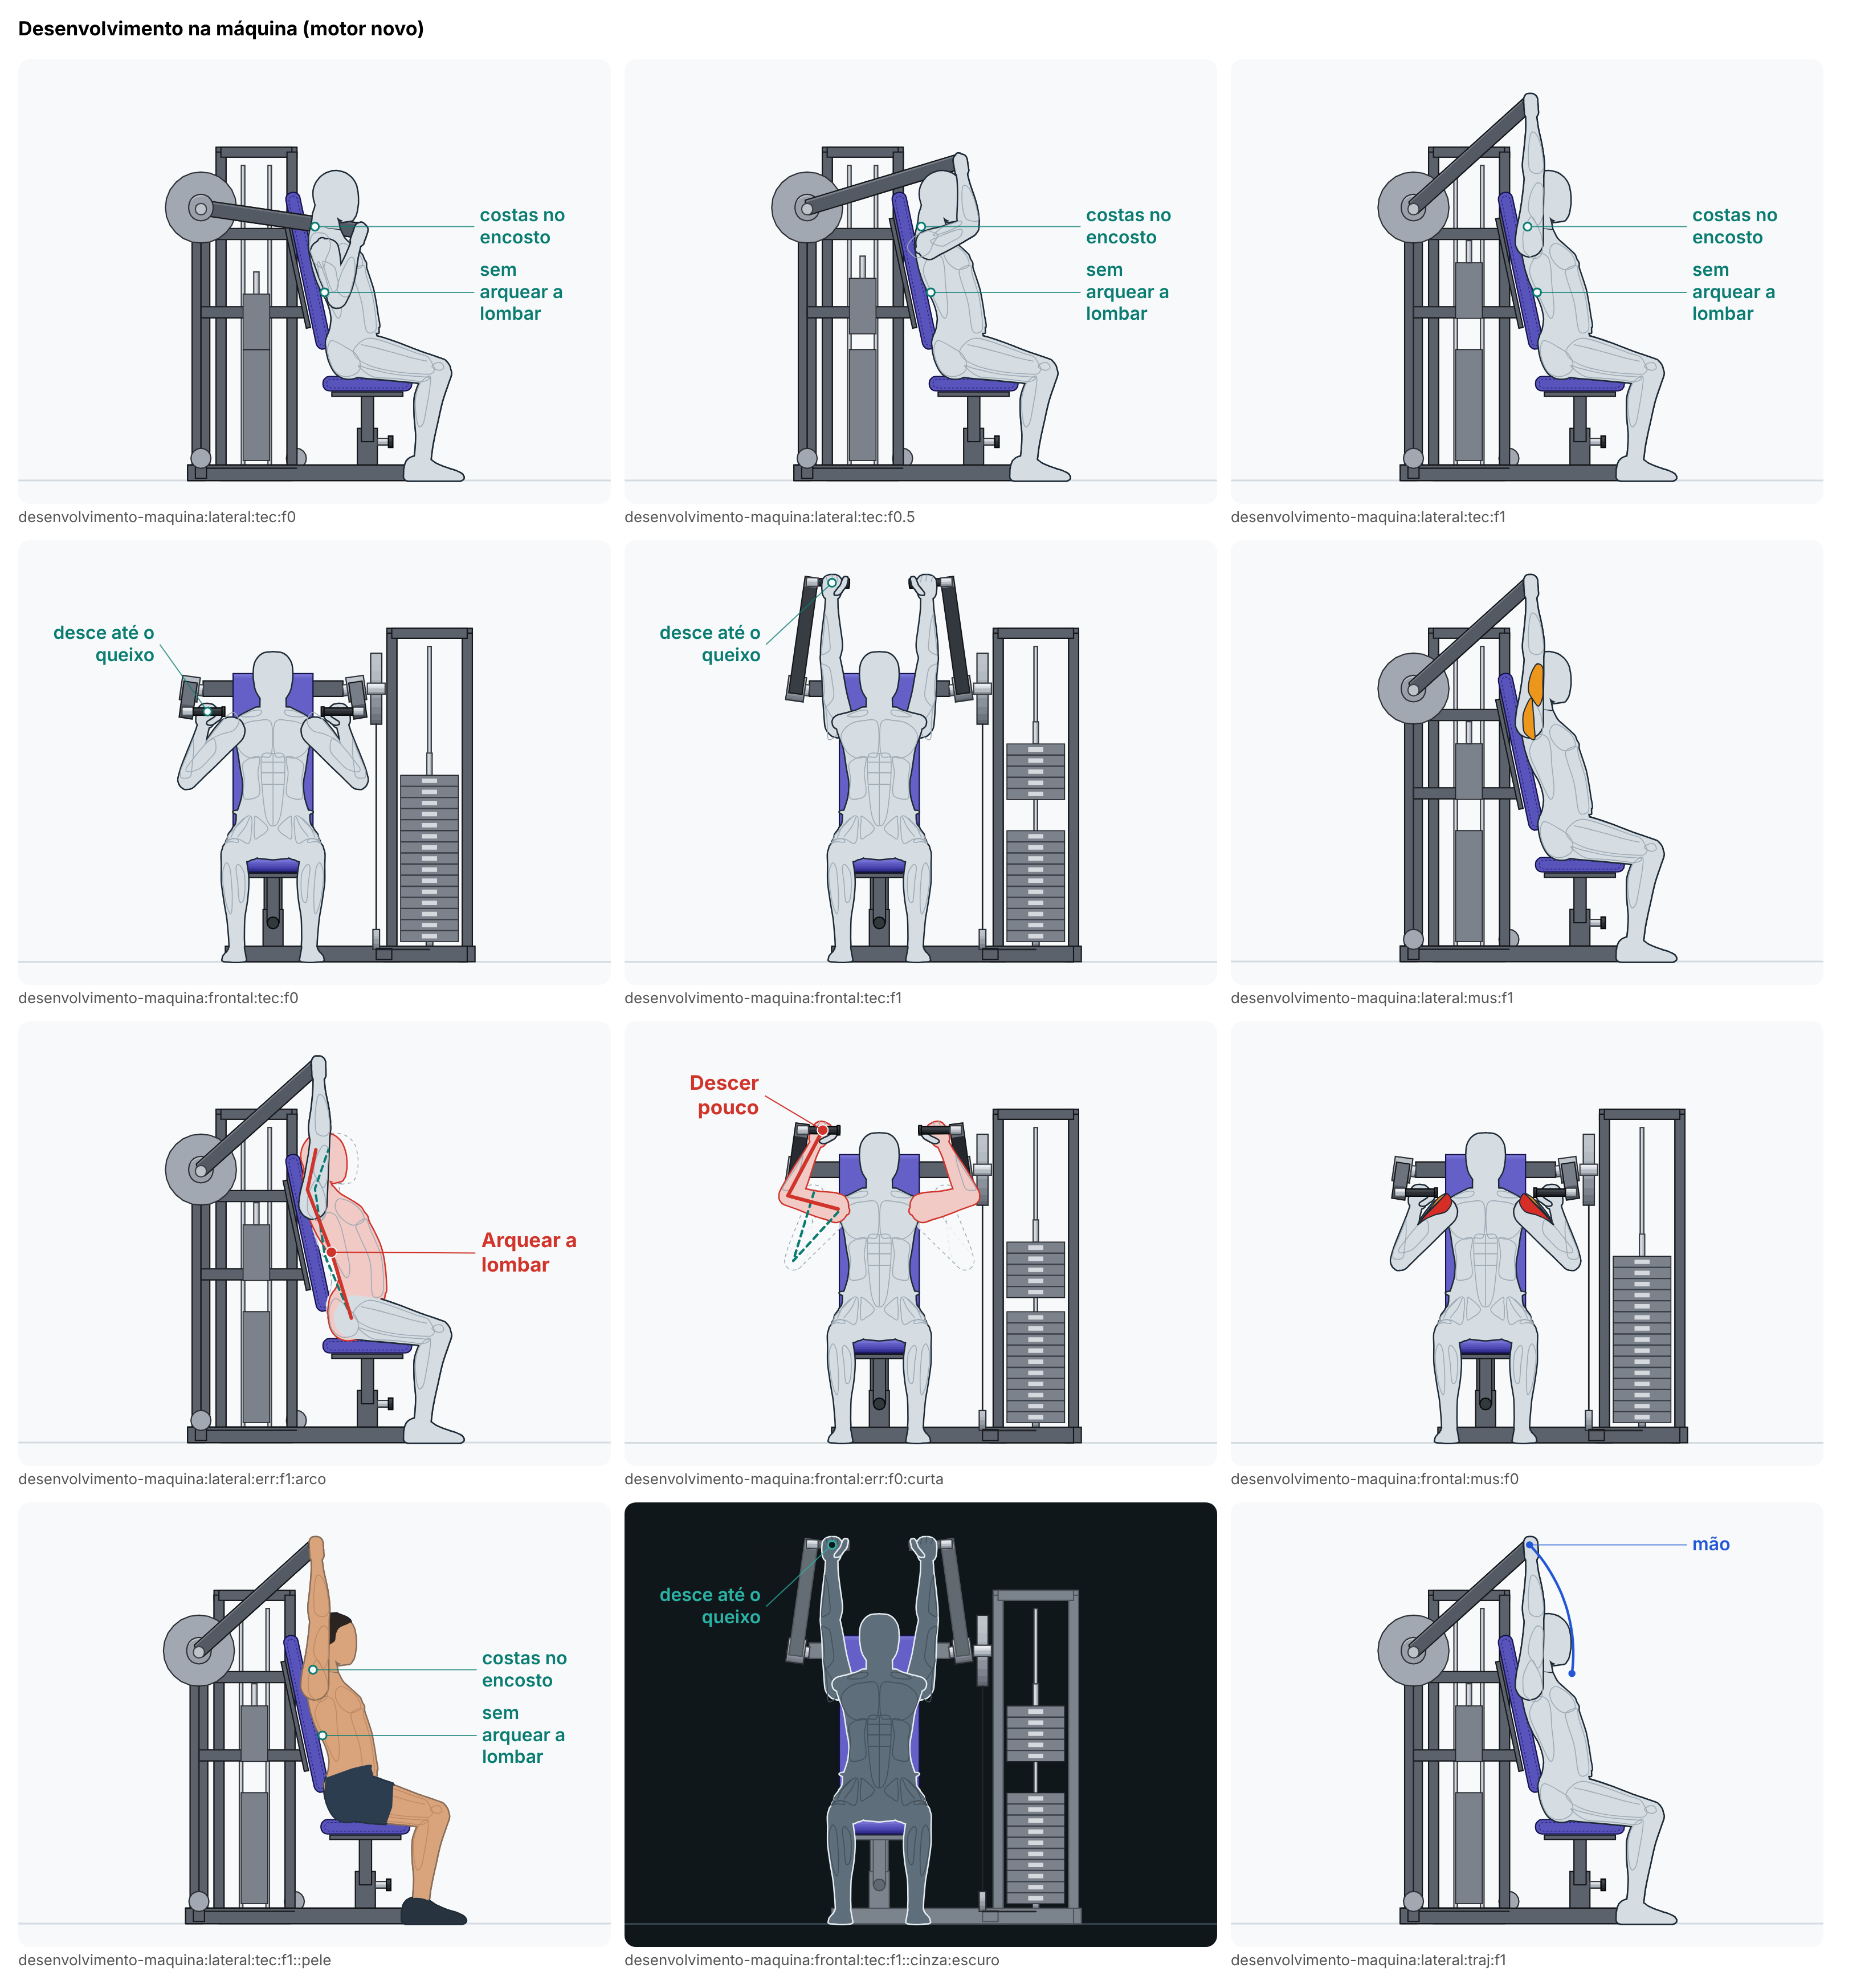 Desenvolvimento na máquina (motor novo)
costas no
encosto
sem
arquear a
lombar
desenvolvimento-maquina:lateral:tec:f0
costas no
encosto
sem
arquear a
lombar
desenvolvimento-maquina:lateral:tec:f0.5
costas no
encosto
sem
arquear a
lombar
desenvolvimento-maquina:lateral:tec:f1
desce até o
queixo
desenvolvimento-maquina:frontal:tec:f0
desce até o
queixo
desenvolvimento-maquina:frontal:tec:f1
desenvolvimento-maquina:lateral:mus:f1
Arquear a
lombar
desenvolvimento-maquina:lateral:err:f1:arco
Descer
pouco
desenvolvimento-maquina:frontal:err:f0:curta
desenvolvimento-maquina:frontal:mus:f0
costas no
encosto
sem
arquear a
lombar
desenvolvimento-maquina:lateral:tec:f1::pele
desce até o
queixo
desenvolvimento-maquina:frontal:tec:f1::cinza:escuro
mão
desenvolvimento-maquina:lateral:traj:f1